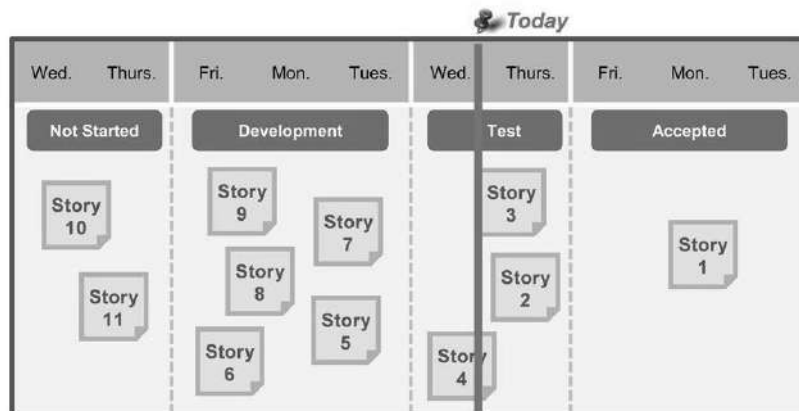 Today
Wed. Thurs. Fri. Mon. Tues. Wed. Thurs. Fri. Mon. Tues.
Not Started Development Test Accepted
Story
10
Story
11
Story
9
Story
7
Story
8
Story
5
Story
6
Story
3
Story
2
Story
4
Story
1